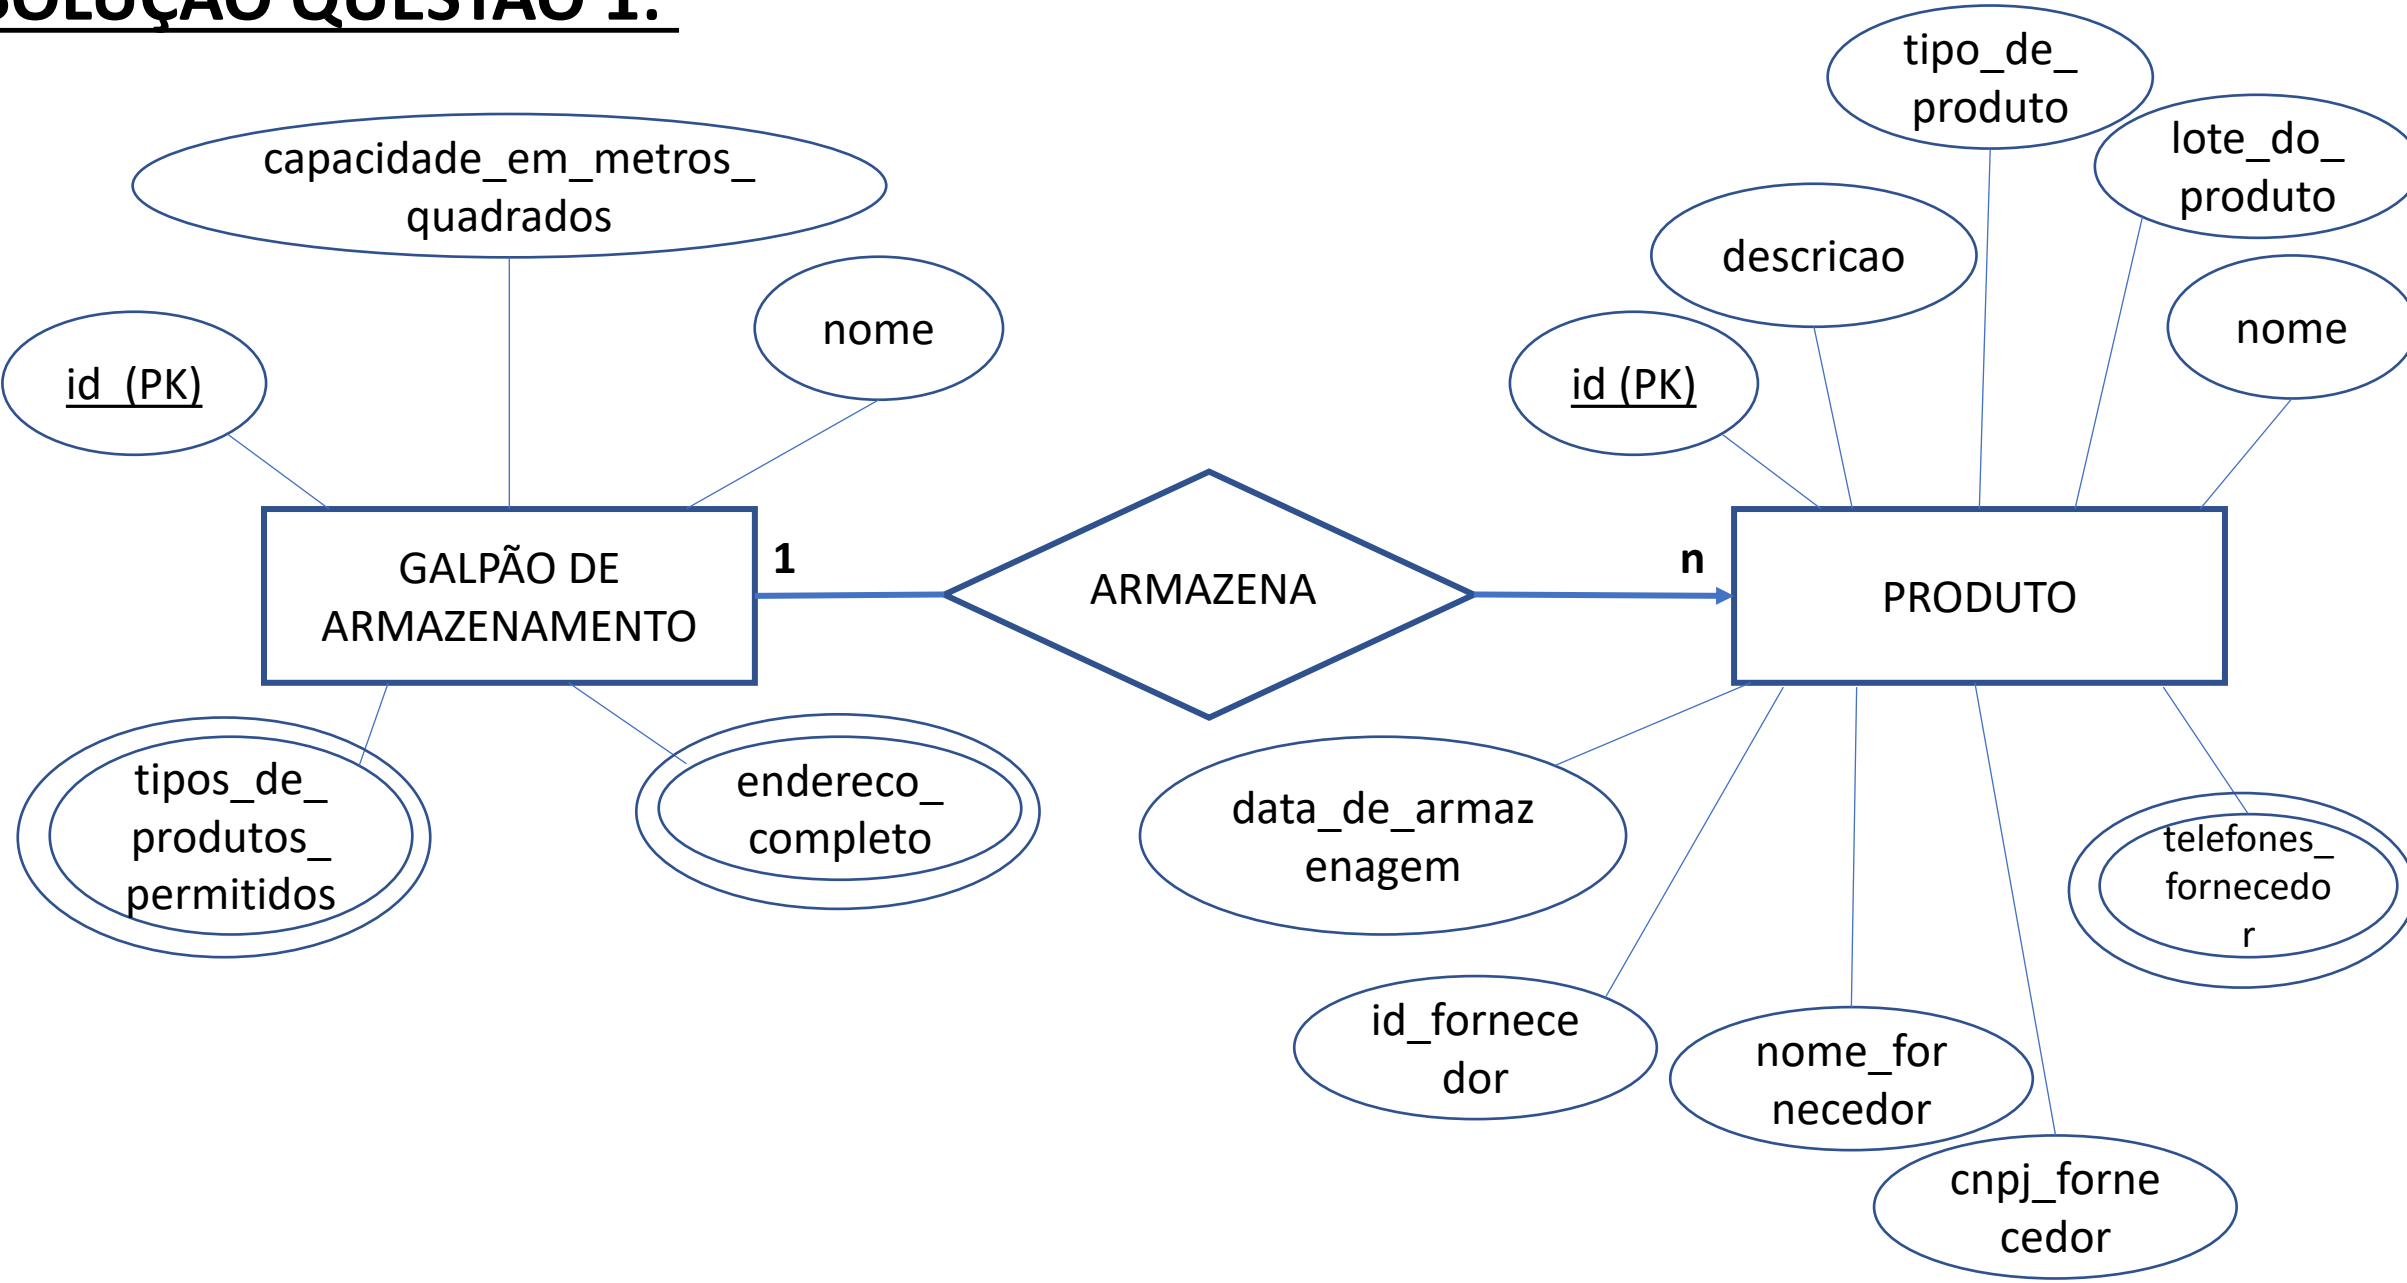 SOLUÇÃO QUESTÃO 1:
capacidade_em_metros_
quadrados
nome
id (PK)
GALPÃO DE
ARMAZENAMENTO
1
tipos_de_
produtos_
permitidos
endereco_
completo
ARMAZENA
n
tipo_de_
produto
lote_do_
produto
descricao
nome
id (PK)
PRODUTO
data_de_armaz
enagem
telefones_
fornecedo
r
id_fornece
dor
nome_for
necedor
cnpj_forne
cedor